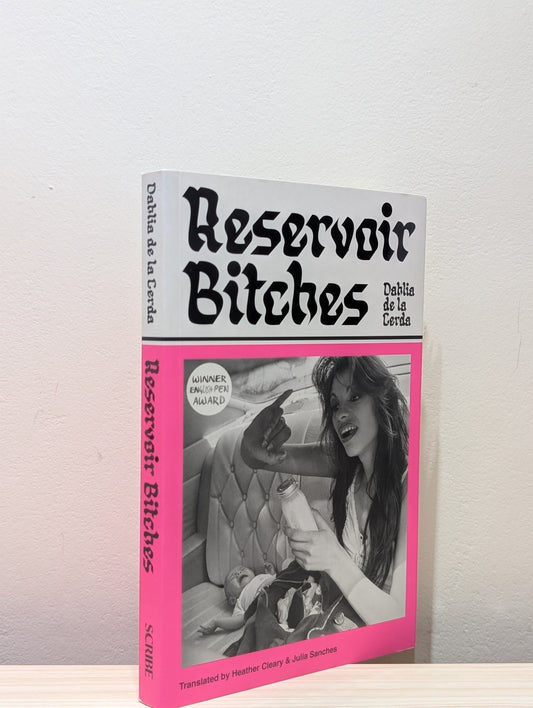 Dahlia de la Cerda
Reservoir Bitches
SCRIBE
Reservoir
Bitches
Dahlia
de la
Cerda
WINNER
ENGLISH PEN
AWARD
Translated by Heather Cleary & Julia Sanches